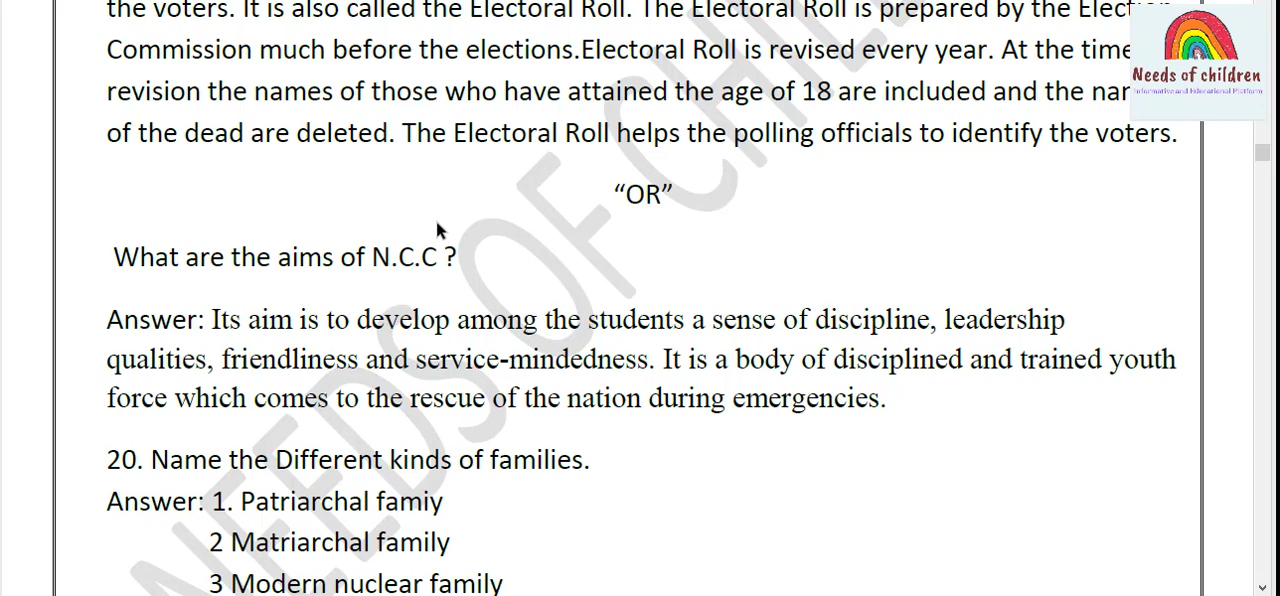 the voters. It is also called the Electoral Roll. The Electoral Roll is prepared by the Election
Commission much before the elections.Electoral Roll is revised every year. At the time
revision the names of those who have attained the age of 18 are included and the
of the dead are deleted. The Electoral Roll helps the polling officials to identify the voters.
Needs of children
Informative and Educational Platform
“OR”
What are the aims of N.C.C ?
Answer: Its aim is to develop among the students a sense of discipline, leadership
qualities, friendliness and service-mindedness. It is a body of disciplined and trained youth
force which comes to the rescue of the nation during emergencies.
20. Name the Different kinds of families.
Answer: 1. Patriarchal famiy
2 Matriarchal family
3 Modern nuclear family
NEEDS OF